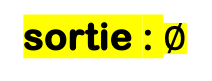 sortie : ∅